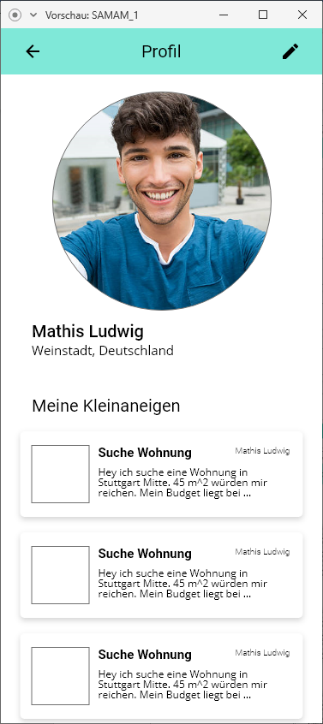 Vorschau: SAMAM_1
Profil
Mathis Ludwig
Weinstadt, Deutschland
Meine Kleinaneigen
Suche Wohnung Mathis Ludwig
Hey ich suche eine Wohnung in
Stuttgart Mitte. 45 m^2 würden mir
reichen. Mein Budget liegt bei ...
Suche Wohnung Mathis Ludwig
Hey ich suche eine Wohnung in
Stuttgart Mitte. 45 m^2 würden mir
reichen. Mein Budget liegt bei ...
Suche Wohnung Mathis Ludwig
Hey ich suche eine Wohnung in
Stuttgart Mitte. 45 m^2 würden mir
reichen. Mein Budget liegt bei ...